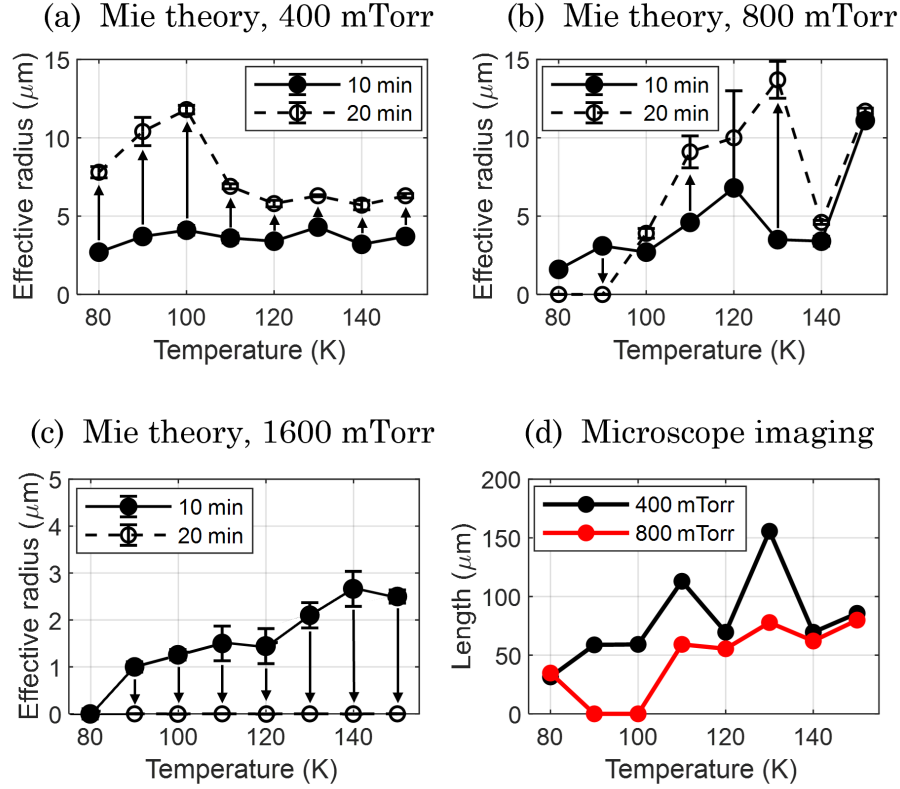 (a) Mie theory, 400 mTorr
Effective radius (μm)
15
10
5
0
10 min
20 min
80 100 120 140
Temperature (K)
(b) Mie theory, 800 mTorr
Effective radius (μm)
15
10
5
0
10 min
20 min
80 100 120 140
Temperature (K)
(c) Mie theory, 1600 mTorr
Effective radius (μm)
5
4
3
2
1
0
10 min
20 min
80 100 120 140
Temperature (K)
(d) Microscope imaging
Length (μm)
200
150
100
50
0
400 mTorr
800 mTorr
80 100 120 140
Temperature (K)